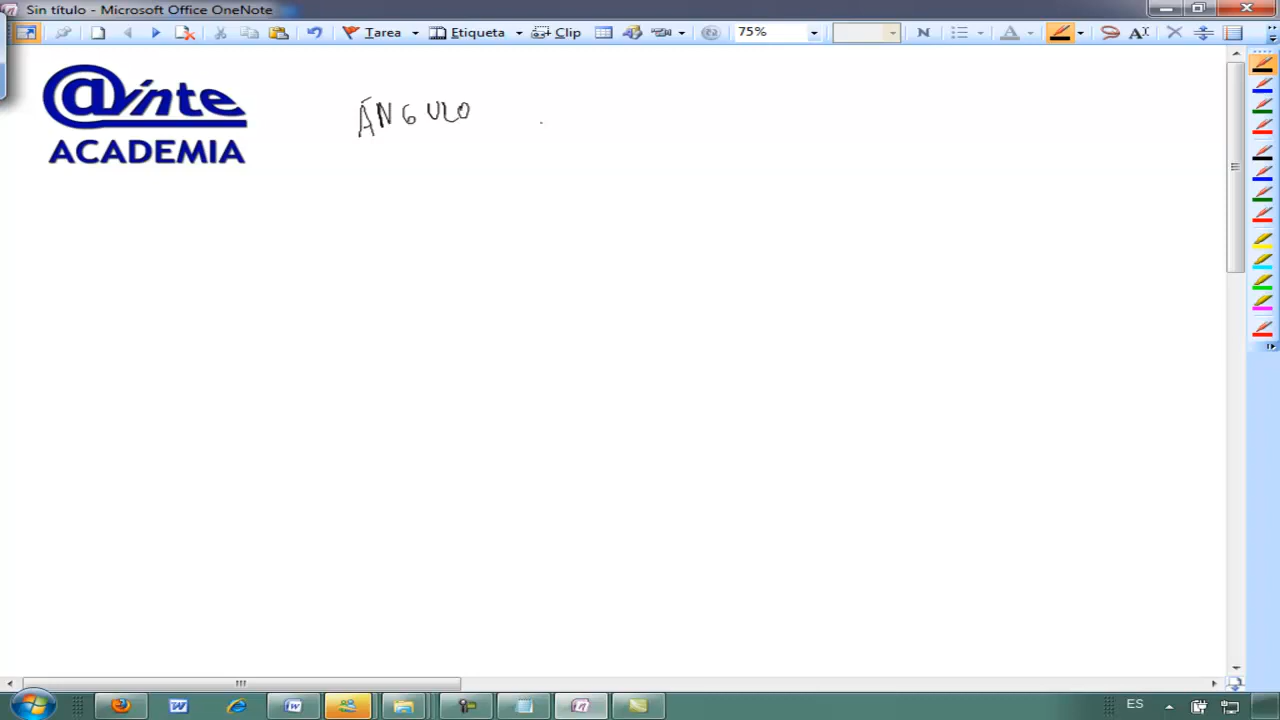 Sin título - Microsoft Office OneNote
Tarea Etiqueta Clip 75% N A A
@inte
ACADEMIA
ÁNGULO
ES